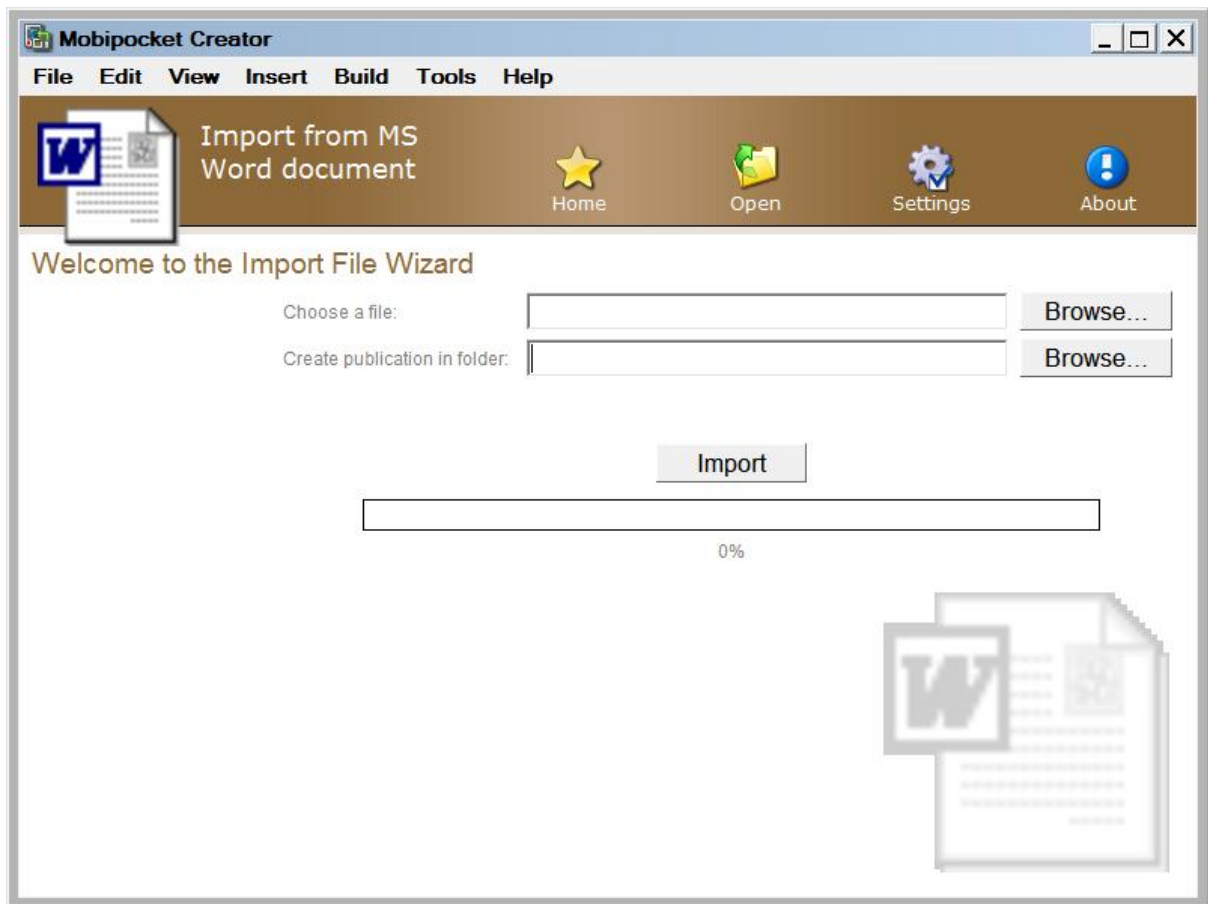 Mobipocket Creator
File Edit View Insert Build Tools Help
Import from MS
Word document
Home Open Settings About
Welcome to the Import File Wizard
Choose a file: Browse...
Create publication in folder: Browse...
Import
0%